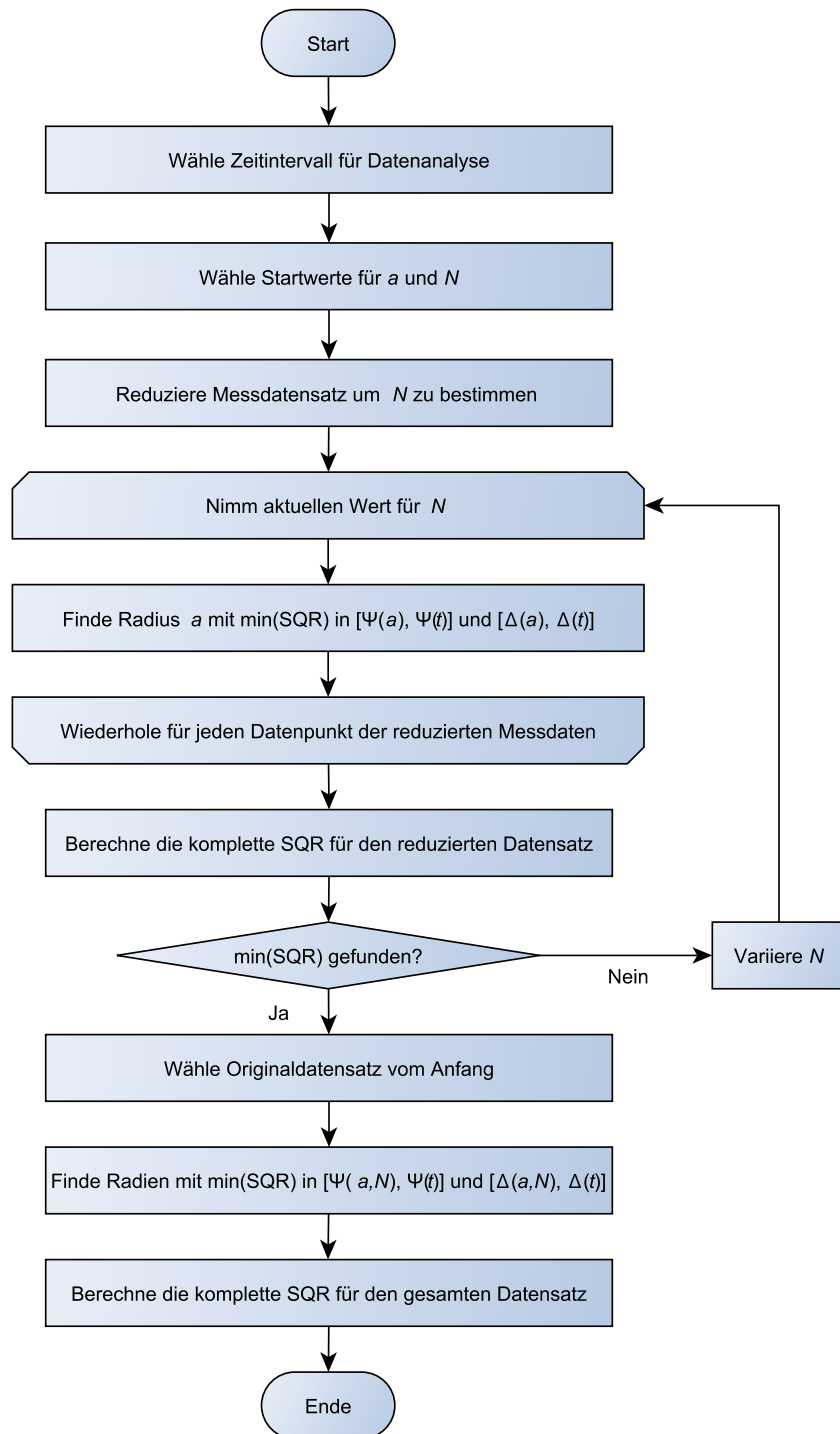 Start
Wähle Zeitintervall für Datenanalyse
Wähle Startwerte für a und N
Reduziere Messdatensatz um N zu bestimmen
Nimm aktuellen Wert für N
Finde Radius a mit min(SQR) in [Ψ(a), Ψ(t)] und [Δ(a), Δ(t)]
Wiederhole für jeden Datenpunkt der reduzierten Messdaten
Berechne die komplette SQR für den reduzierten Datensatz
min(SQR) gefunden?
Nein
Variiere N
Ja
Wähle Originaldatensatz vom Anfang
Finde Radien mit min(SQR) in [Ψ( a,N), Ψ(t)] und [Δ(a,N), Δ(t)]
Berechne die komplette SQR für den gesamten Datensatz
Ende